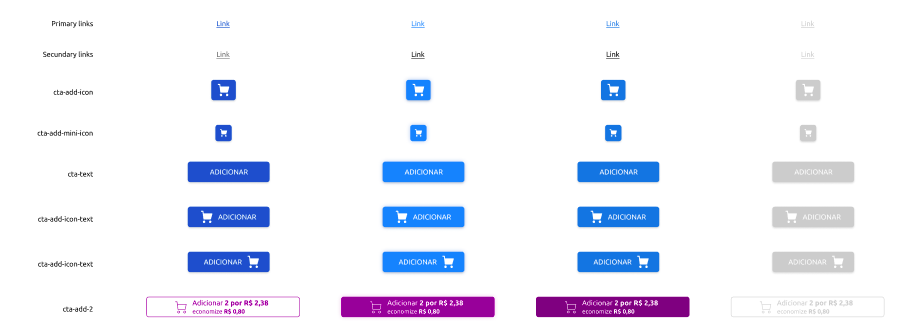 Primary links Link Link Link Link
Secundary links Link Link Link Link
cta-add-icon
cta-add-mini-icon
cta-text ADICIONAR ADICIONAR ADICIONAR ADICIONAR
cta-add-icon-text ADICIONAR ADICIONAR ADICIONAR ADICIONAR
cta-add-icon-text ADICIONAR ADICIONAR ADICIONAR ADICIONAR
cta-add-2 Adicionar 2 por R$ 2,38 Adicionar 2 por R$ 2,38 Adicionar 2 por R$ 2,38 Adicionar 2 por R$ 2,38
economize R$ 0,80 economize R$ 0,80 economize R$ 0,80 economize R$ 0,80